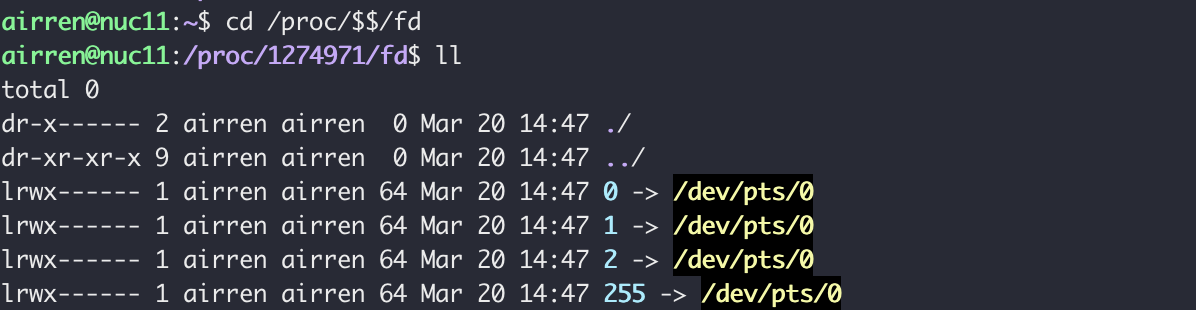 airren@nuc11:~$ cd /proc/$$/fd
airren@nuc11:/proc/1274971/fd$ ll
total 0
dr-x------ 2 airren airren  0 Mar 20 14:47 ./
dr-xr-xr-x 9 airren airren  0 Mar 20 14:47 ../
lrwx------ 1 airren airren 64 Mar 20 14:47 0 -> /dev/pts/0
lrwx------ 1 airren airren 64 Mar 20 14:47 1 -> /dev/pts/0
lrwx------ 1 airren airren 64 Mar 20 14:47 2 -> /dev/pts/0
lrwx------ 1 airren airren 64 Mar 20 14:47 255 -> /dev/pts/0